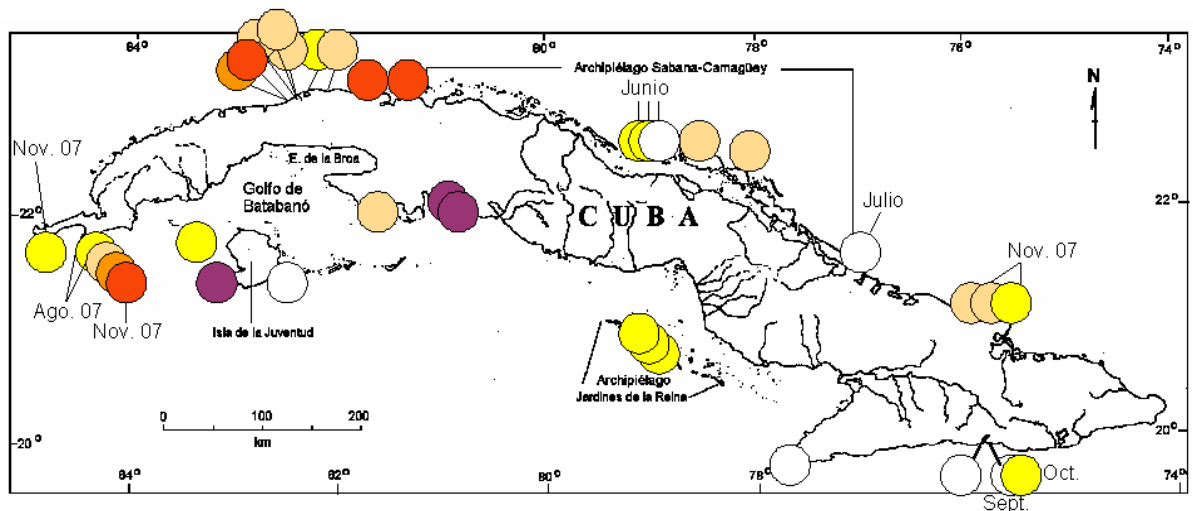 84°
80°
78°
76°
74°
Archipiélago Sabana-Camagüey
N
Junio
Nov. 07
E. de la Broa
Golfo de
Batabanó
22°
CUBA
22°
Julio
Nov. 07
Ago. 07
Nov. 07
Isla de la Juventud
Archipiélago
Jardines de la Reina
0 100 200
km
20°
20°
Oct.
Sept.
84°
82°
80°
78°
74°